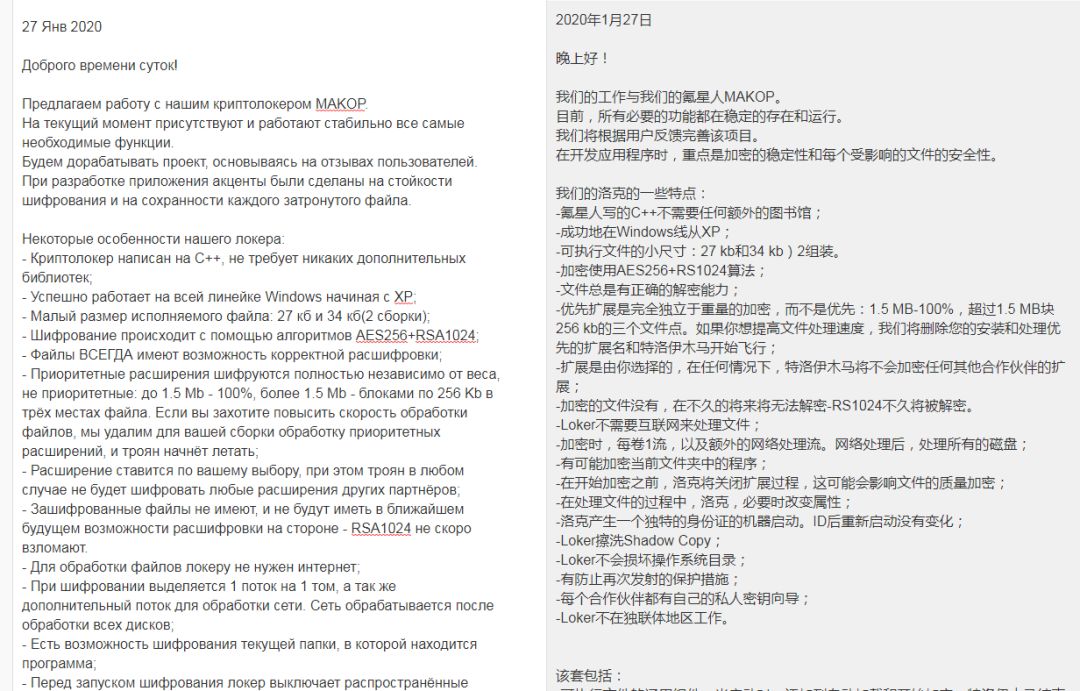 27 Янв 2020
Доброго времени суток!
Предлагаем работу с нашим криптолокером MAKOP.
На текущий момент присутствуют и работают стабильно все самые
необходимые функции.
Будем дорабатывать проект, основываясь на отзывах пользователей.
При разработке приложения акценты были сделаны на стойкости
шифрования и на сохранности каждого затронутого файла.
Некоторые особенности нашего локера:
- Криптолокер написан на C++, не требует никаких дополнительных
библиотек;
- Успешно работает на всей линейке Windows начиная с XP;
- Малый размер исполняемого файла: 27 кб и 34 кб(2 сборки);
- Шифрование происходит с помощью алгоритмов AES256+RSA1024;
- Файлы ВСЕГДА имеют возможность корректной расшифровки;
- Приоритетные расширения шифруются полностью независимо от веса,
не приоритетные: до 1.5 Mb - 100%, более 1.5 Mb - блоками по 256 Kb в
трёх местах файла. Если вы захотите повысить скорость обработки
файлов, мы удалим для вашей сборки обработку приоритетных
расширений, и троян начнёт летать;
- Расширение ставится по вашему выбору, при этом троян в любом
случае не будет шифровать любые расширения других партнёров;
- Зашифрованные файлы не имеют, и не будут иметь в ближайшем
будущем возможности расшифровки на стороне - RSA1024 не скоро
взломают.
- Для обработки файлов локеру не нужен интернет;
- При шифровании выделяется 1 поток на 1 том, а так же
дополнительный поток для обработки сети. Сеть обрабатывается после
обработки всех дисков;
- Есть возможность шифрования текущей папки, в которой находится
программа;
- Перед запуском шифрования локер выключает распространённые
2020年1月27日
晚上好！
我们的工作与我们的氪星人MAKOP。
目前，所有必要的功能都在稳定的存在和运行。
我们将根据用户反馈完善该项目。
在开发应用程序时，重点是加密的稳定性和每个受影响的文件的安全性。
我们的洛克的一些特点：
-氪星人写的C++不需要任何额外的图书馆；
-成功地在Windows线从XP；
-可执行文件的小尺寸：27 kb和34 kb）2组装。
-加密使用AES256+RS1024算法；
-文件总是有正确的解密能力；
-优先扩展是完全独立于重量的加密，而不是优先：1.5 MB-100%，超过1.5 MB块
256 kb的三个文件点。如果你想提高文件处理速度，我们将删除您的安装和处理优
先的扩展名和特洛伊木马开始飞行；
-扩展是由你选择的，在任何情况下，特洛伊木马将不会加密任何其他合作伙伴的扩
展；
-加密的文件没有，在不久的将来将无法解密-RS1024不久将被解密。
-Loker不需要互联网来处理文件；
-加密时，每卷1流，以及额外的网络处理流。网络处理后，处理所有的磁盘；
-有可能加密当前文件夹中的程序；
-在开始加密之前，洛克将关闭扩展过程，这可能会影响文件的质量加密；
-在处理文件的过程中，洛克，必要时改变属性；
-洛克产生一个独特的身份证的机器启动。ID后重新启动没有变化；
-Loker擦洗Shadow Copy；
-Loker不会损坏操作系统目录；
-有防止再次发射的保护措施；
-每个合作伙伴都有自己的私人密钥向导；
-Loker不在独联体地区工作。
该套包括：